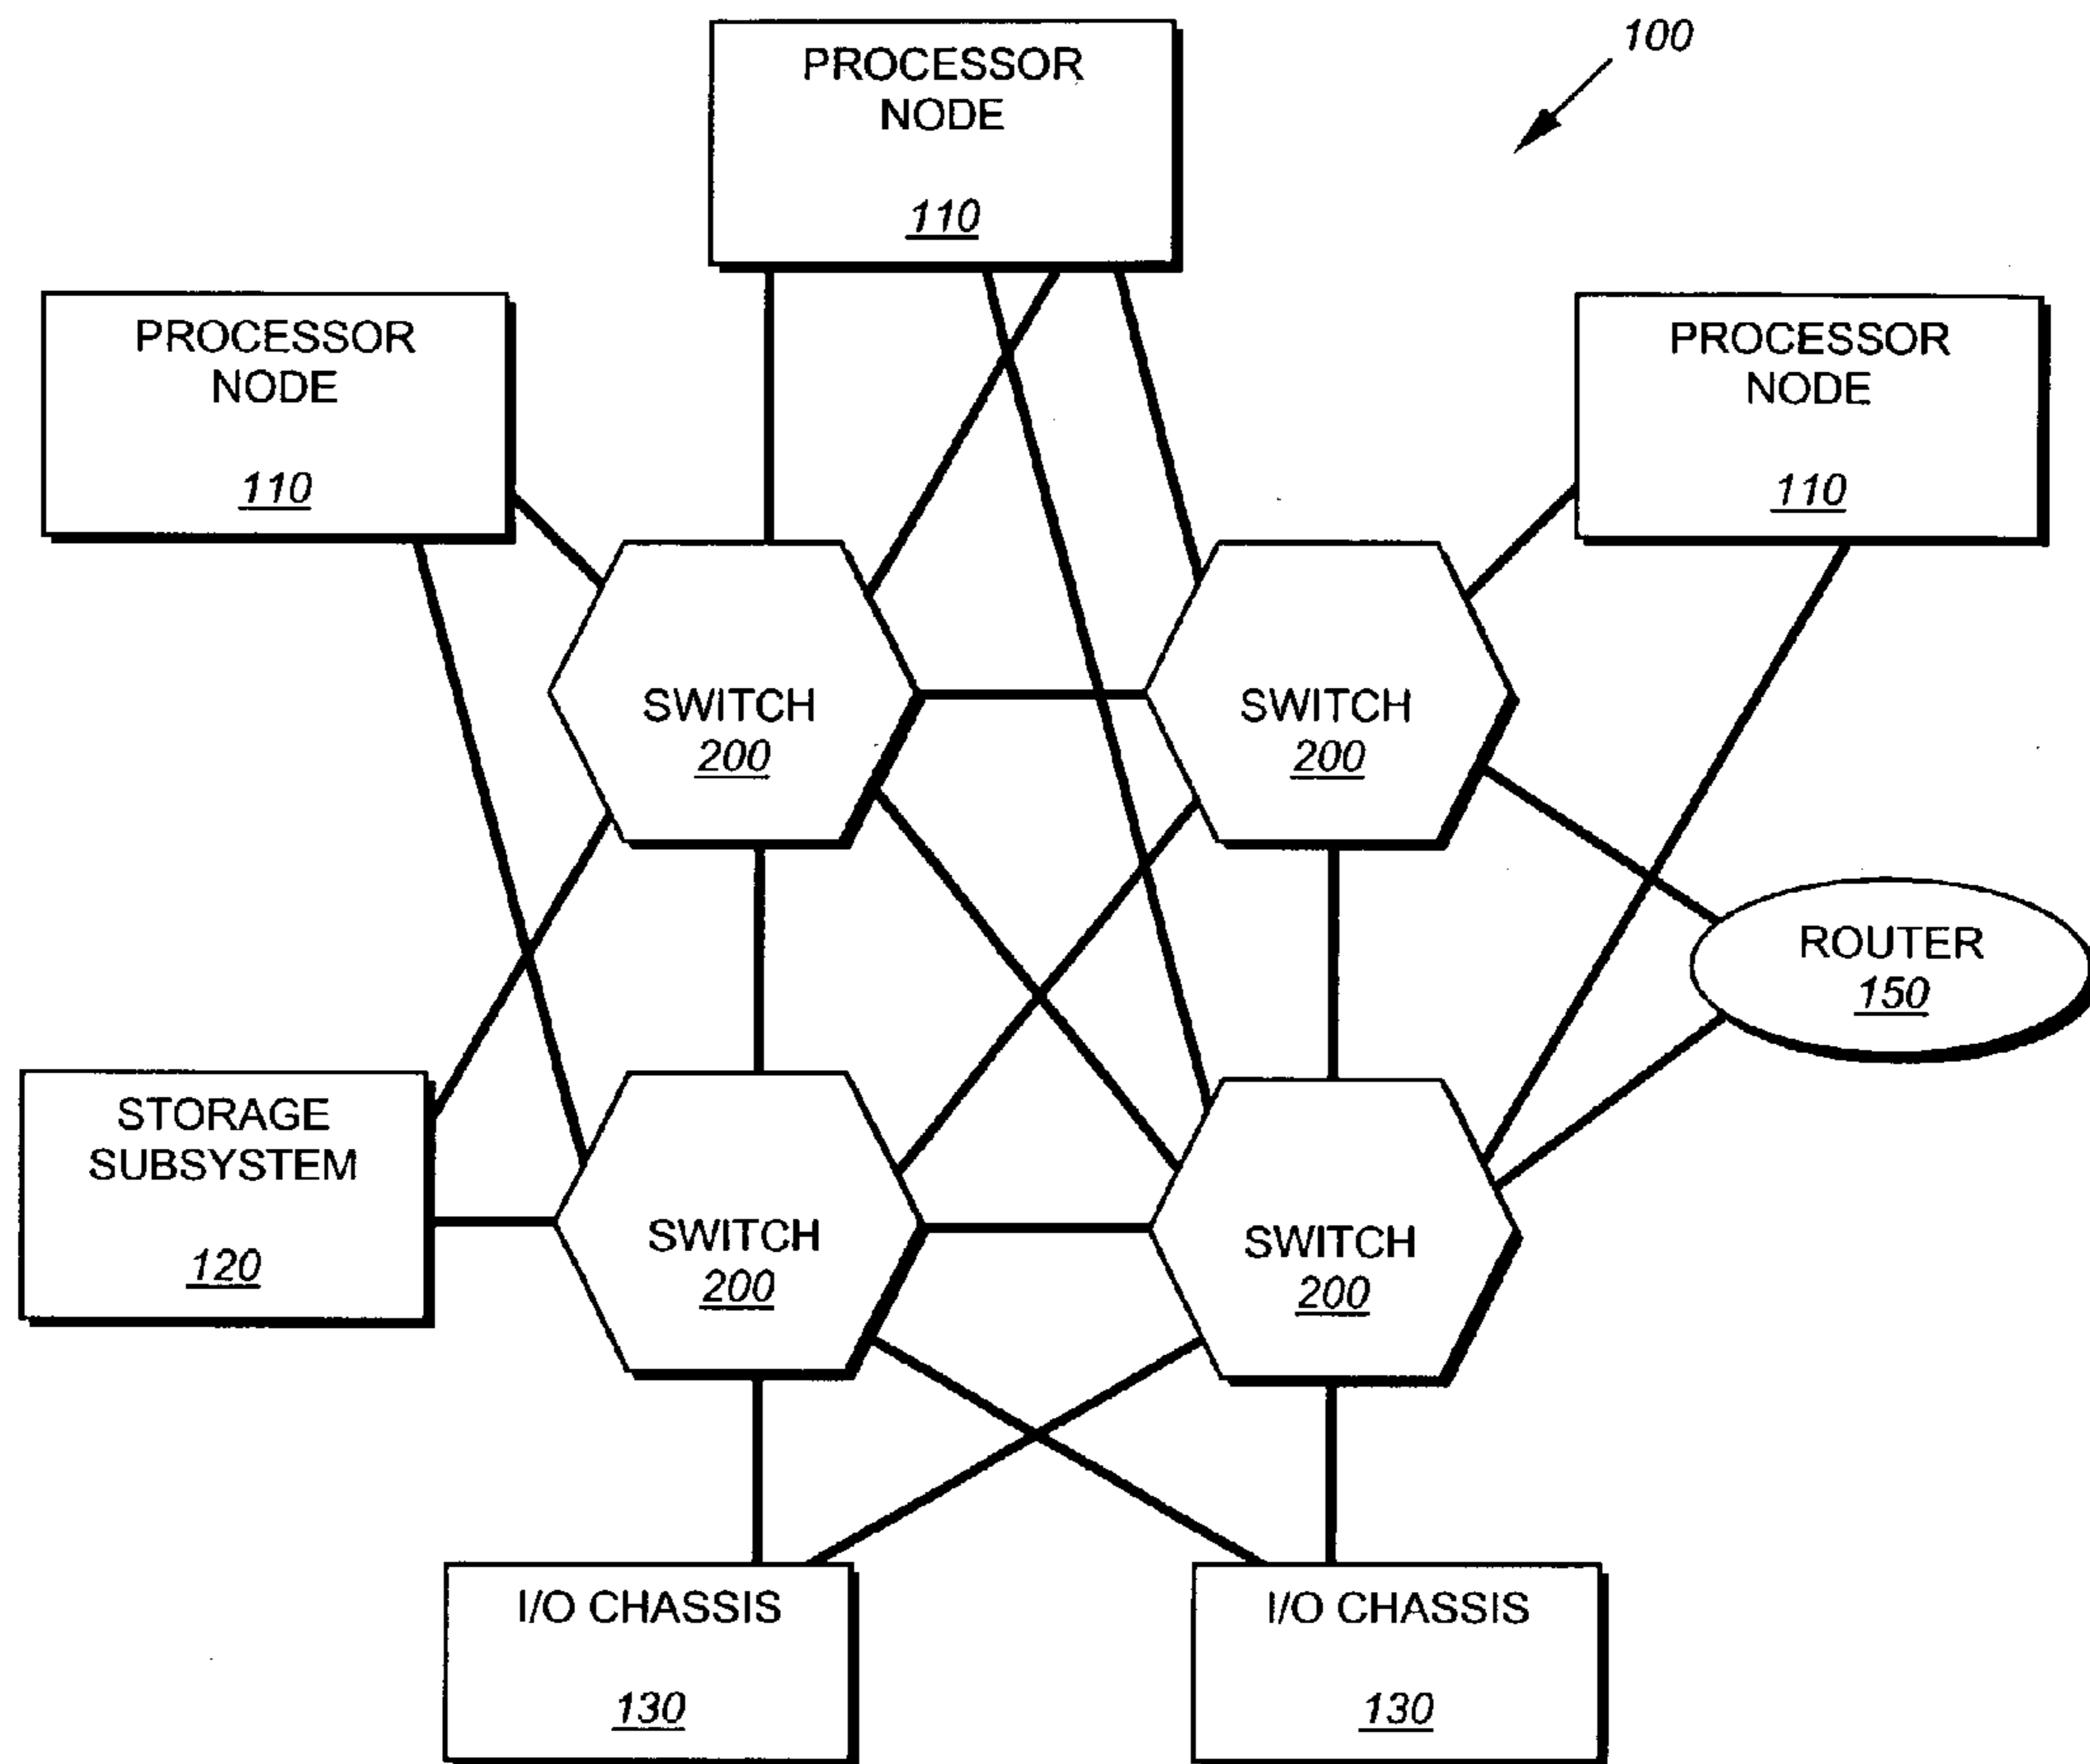 100
PROCESSOR
NODE
110
PROCESSOR
NODE
110
PROCESSOR
NODE
110
SWITCH
200
SWITCH
200
ROUTER
150
STORAGE
SUBSYSTEM
120
SWITCH
200
SWITCH
200
I/O CHASSIS
130
I/O CHASSIS
130